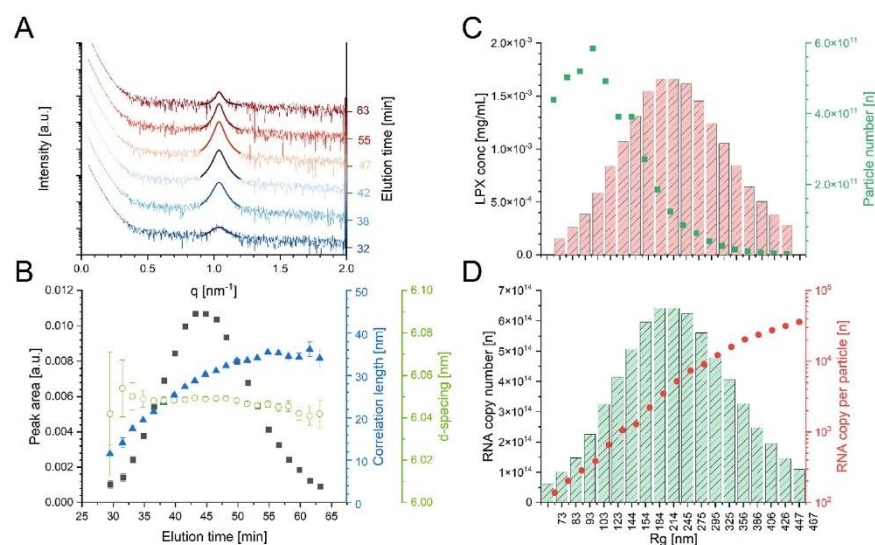 A
Intensity [a.u.]
63
55
47
42
36
32
Elution time [min]
0.0 0.5 1.0 1.5 2.0
q [nm⁻¹]
B
0.012
0.010
0.008
0.006
0.004
0.002
0.000
Peak area [a.u.]
50
40
30
20
10
0
Correlation length [nm]
6.10
6.08
6.06
6.04
6.02
6.00
d-spacing [nm]
25 30 35 40 45 50 55 60 65
Elution time [min]
C
2.0×10⁻³
1.5×10⁻³
1.0×10⁻³
5.0×10⁻⁴
0.0
LPX conc [mg/mL]
6.0×10¹¹
4.0×10¹¹
2.0×10¹¹
Particle number [n]
D
7×10¹⁴
6×10¹⁴
5×10¹⁴
4×10¹⁴
3×10¹⁴
2×10¹⁴
1×10¹⁴
RNA copy number [n]
10⁵
10⁴
10³
10²
RNA copy per particle [n]
73 83 93 103 123 144 154 184 214 245 275 295 325 356 386 406 426 447 467
Rg [nm]